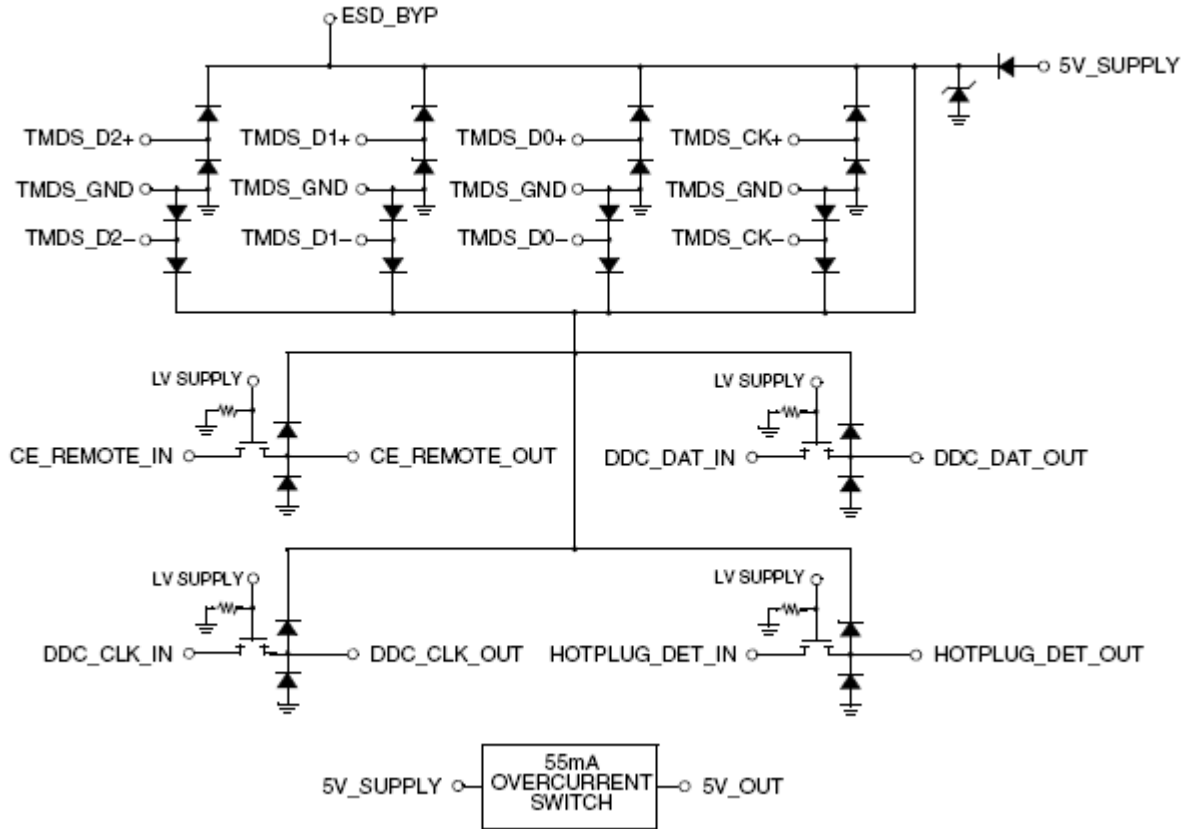 ESD_BYP
5V_SUPPLY
TMDS_D2+ TMDS_D1+ TMDS_D0+ TMDS_CK+
TMDS_GND TMDS_GND TMDS_GND TMDS_GND
TMDS_D2– TMDS_D1– TMDS_D0– TMDS_CK–
LV SUPPLY LV SUPPLY
CE_REMOTE_IN CE_REMOTE_OUT DDC_DAT_IN DDC_DAT_OUT
LV SUPPLY LV SUPPLY
DDC_CLK_IN DDC_CLK_OUT HOTPLUG_DET_IN HOTPLUG_DET_OUT
55mA
5V_SUPPLY OVERCURRENT 5V_OUT
SWITCH